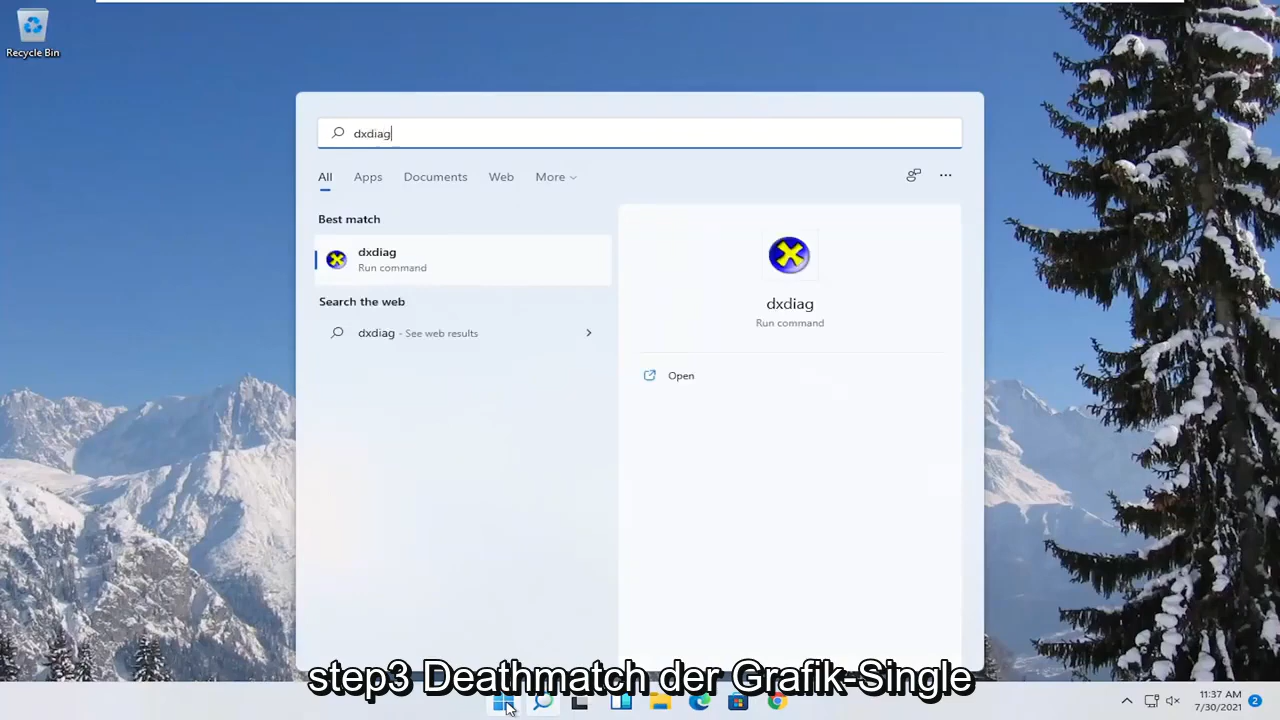 Recycle Bin
dxdiag
All Apps Documents Web More
Best match
dxdiag
Run command
Search the web
dxdiag - See web results
dxdiag
Run command
Open
step3 Deathmatch der Grafik-Single
11:37 AM
7/30/2021
2